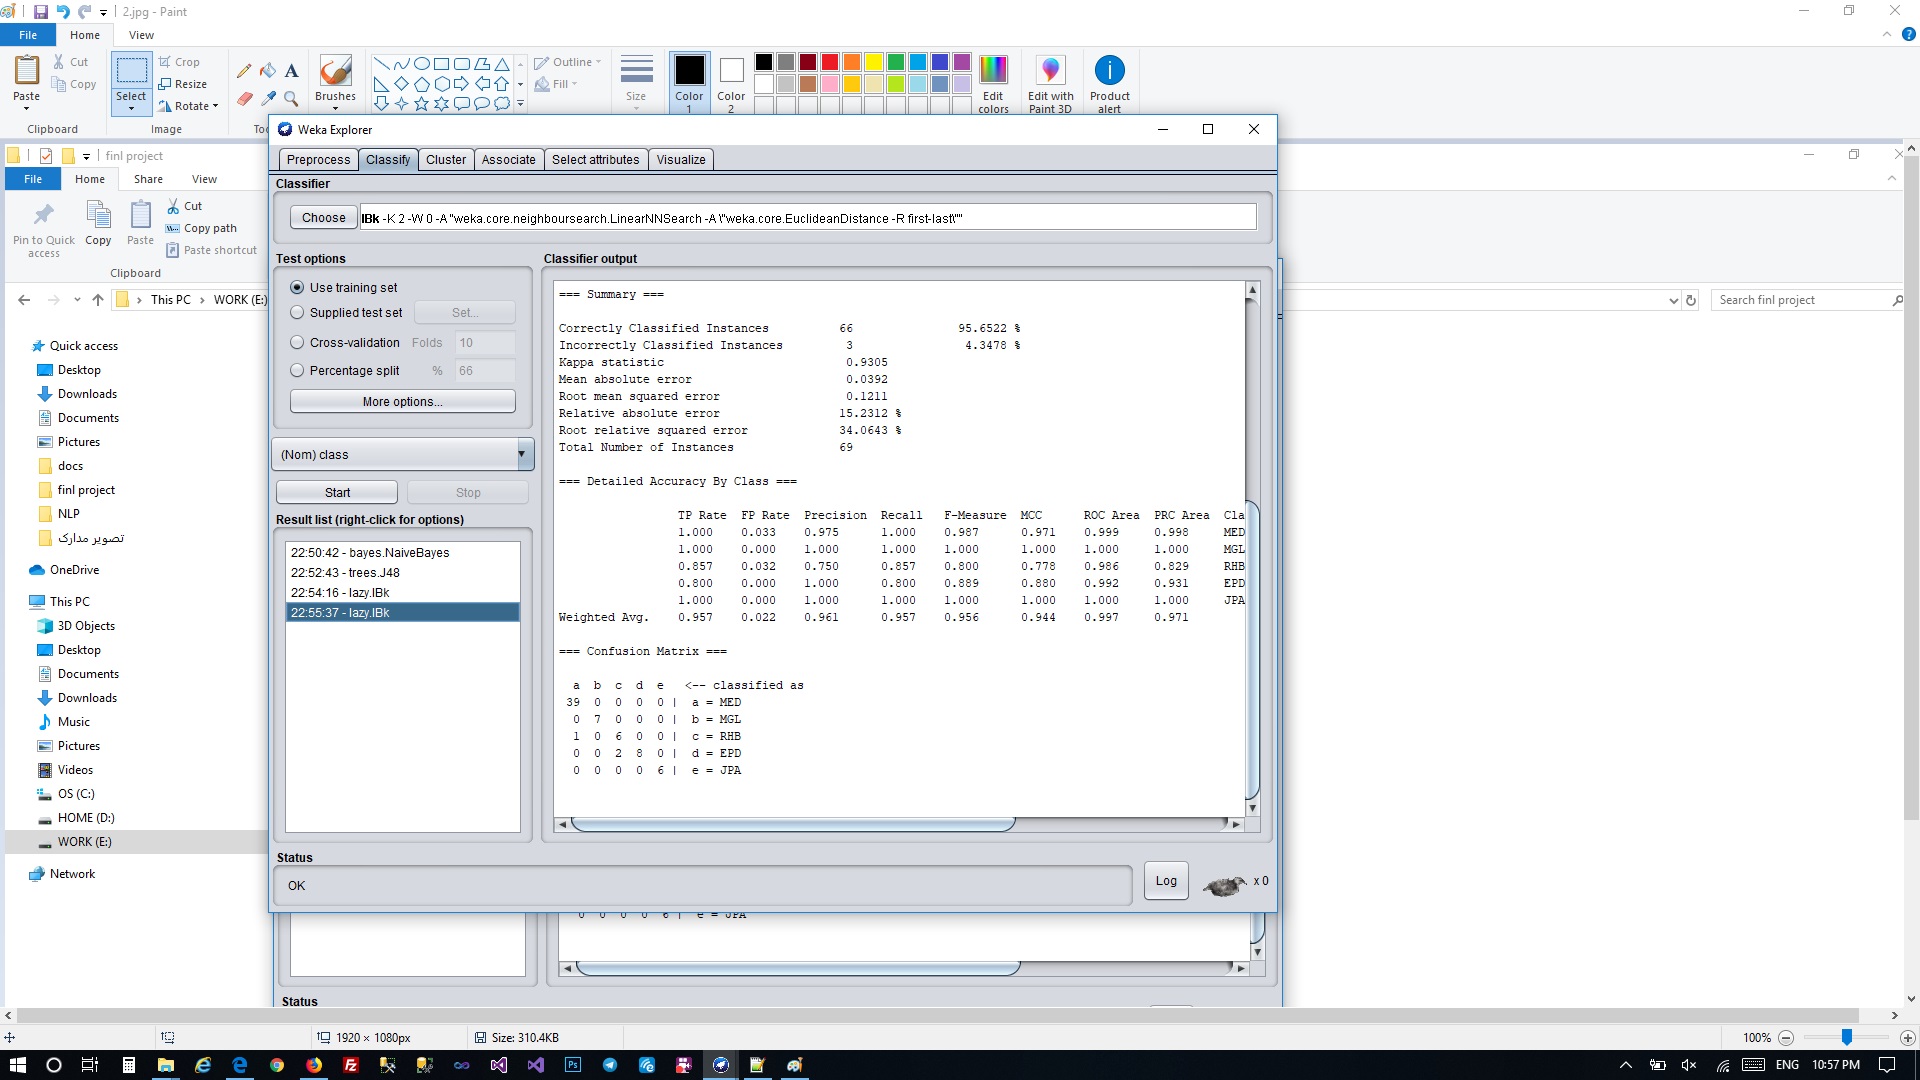 2.jpg - Paint
File Home View
Paste
Cut
Copy
Clipboard
Select
Crop
Resize
Rotate
Image
Brushes
Outline
Fill
Size
Color 1
Color 2
Edit colors
Edit with Paint 3D
Product alert
finl project
File Home Share View
Pin to Quick access
Copy
Paste
Cut
Copy path
Paste shortcut
Clipboard
This PC > WORK (E:)
Search finl project
Quick access
Desktop
Downloads
Documents
Pictures
docs
finl project
NLP
تصویر مدارک
OneDrive
This PC
3D Objects
Desktop
Documents
Downloads
Music
Pictures
Videos
OS (C:)
HOME (D:)
WORK (E:)
Network
Weka Explorer
Preprocess Classify Cluster Associate Select attributes Visualize
Classifier
Choose
IBk -K 2 -W 0 -A "weka.core.neighboursearch.LinearNNSearch -A \"weka.core.EuclideanDistance -R first-last\""
Test options
Use training set
Supplied test set Set...
Cross-validation Folds 10
Percentage split % 66
More options...
(Nom) class
Start Stop
Result list (right-click for options)
22:50:42 - bayes.NaiveBayes
22:52:43 - trees.J48
22:54:16 - lazy.IBk
22:55:37 - lazy.IBk
Classifier output
=== Summary ===
Correctly Classified Instances 66 95.6522 %
Incorrectly Classified Instances 3 4.3478 %
Kappa statistic 0.9305
Mean absolute error 0.0392
Root mean squared error 0.1211
Relative absolute error 15.2312 %
Root relative squared error 34.0643 %
Total Number of Instances 69
=== Detailed Accuracy By Class ===
TP Rate FP Rate Precision Recall F-Measure MCC ROC Area PRC Area Cla
1.000 0.033 0.975 1.000 0.987 0.971 0.999 0.998 MED
1.000 0.000 1.000 1.000 1.000 1.000 1.000 1.000 MGL
0.857 0.032 0.750 0.857 0.800 0.778 0.986 0.829 RHB
0.800 0.000 1.000 0.800 0.889 0.880 0.992 0.931 EPD
1.000 0.000 1.000 1.000 1.000 1.000 1.000 1.000 JPA
Weighted Avg. 0.957 0.022 0.961 0.957 0.956 0.944 0.997 0.971
=== Confusion Matrix ===
a b c d e <-- classified as
39 0 0 0 0 | a = MED
0 7 0 0 0 | b = MGL
1 0 6 0 0 | c = RHB
0 0 2 8 0 | d = EPD
0 0 0 0 6 | e = JPA
Status
OK
Log
x 0
0 0 0 0 6 | e = JPA
Status
1920 × 1080px
Size: 310.4KB
100%
ENG
10:57 PM